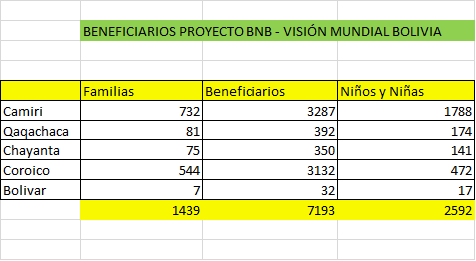 BENEFICIARIOS PROYECTO BNB - VISIÓN MUNDIAL BOLIVIA
Familias Beneficiarios Niños y Niñas
Camiri 732 3287 1788
Qaqachaca 81 392 174
Chayanta 75 350 141
Coroico 544 3132 472
Bolivar 7 32 17
1439 7193 2592